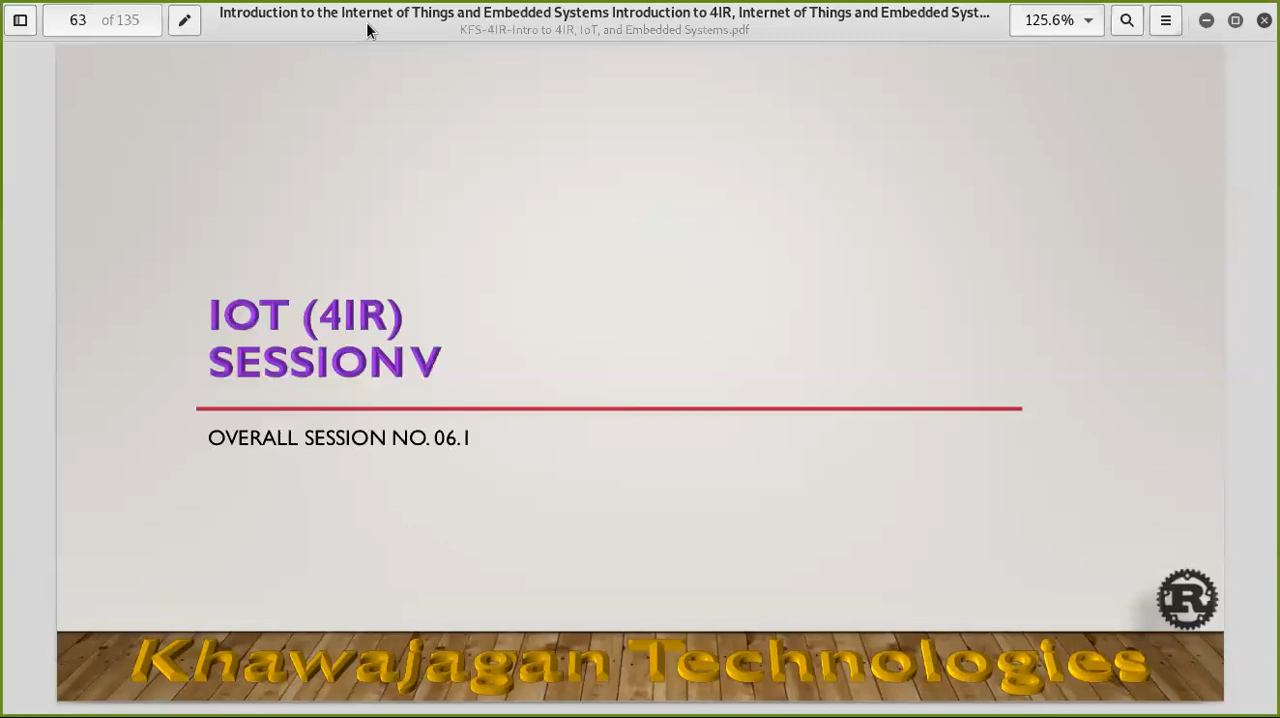 63 of 135
Introduction to the Internet of Things and Embedded Systems Introduction to 4IR, Internet of Things and Embedded Syst...
KFS-4IR-Intro to 4IR, IoT, and Embedded Systems.pdf
125.6%
IOT (4IR)
SESSION V
OVERALL SESSION NO. 06.1
R
Khawajagan Technologies